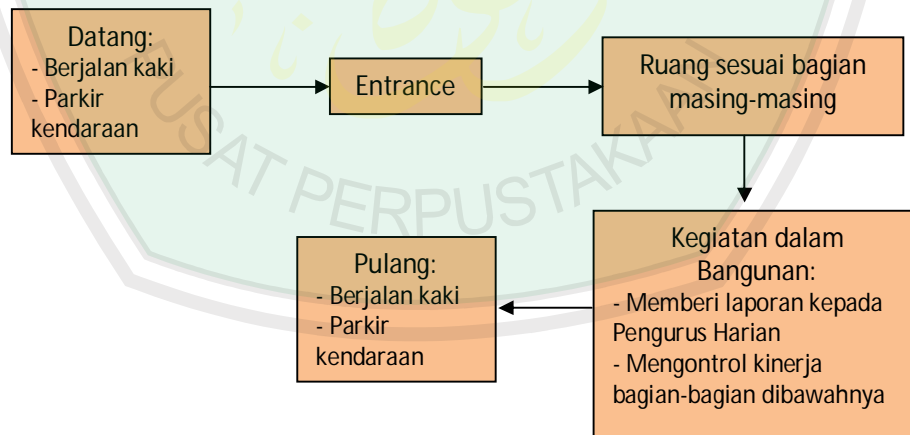 Datang:
- Berjalan kaki
- Parkir
kendaraan
Entrance
Ruang sesuai bagian
masing-masing
Kegiatan dalam
Bangunan:
- Memberi laporan kepada
Pengurus Harian
- Mengontrol kinerja
bagian-bagian dibawahnya
Pulang:
- Berjalan kaki
- Parkir
kendaraan
PUSAT PERPUSTAKAAN